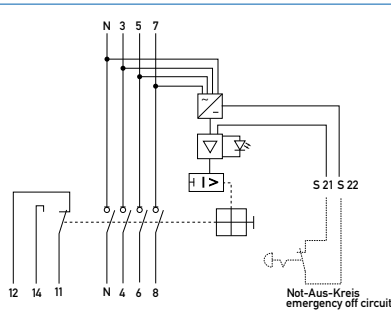 N 3 5 7
~
–
I >
S 21 S 22
12 14 11 N 4 6 8
Not-Aus-Kreis
emergency off circuit